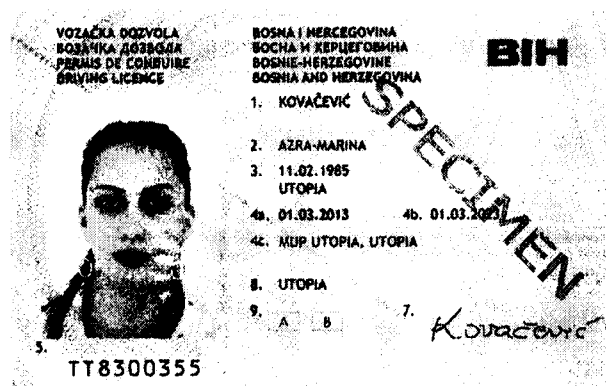 VOZAČKA DOZVOLA
ВОЗАЧКА ДОЗВОЛА
PERMIS DE CONDUIRE
DRIVING LICENCE
BOSNA I HERCEGOVINA
БОСНА И ХЕРЦЕГОВИНА
BOSNIE-HERZEGOVINE
BOSNIA AND HERZEGOVINA
BIH
1. KOVAČEVIĆ
2. AZRA-MARINA
3. 11.02.1985
UTOPIA
4a. 01.03.2013 4b. 01.03.2023
4c. MUP UTOPIA, UTOPIA
8. UTOPIA
9. A B
7. Kovačević
5.
TT8300355
SPECIMEN